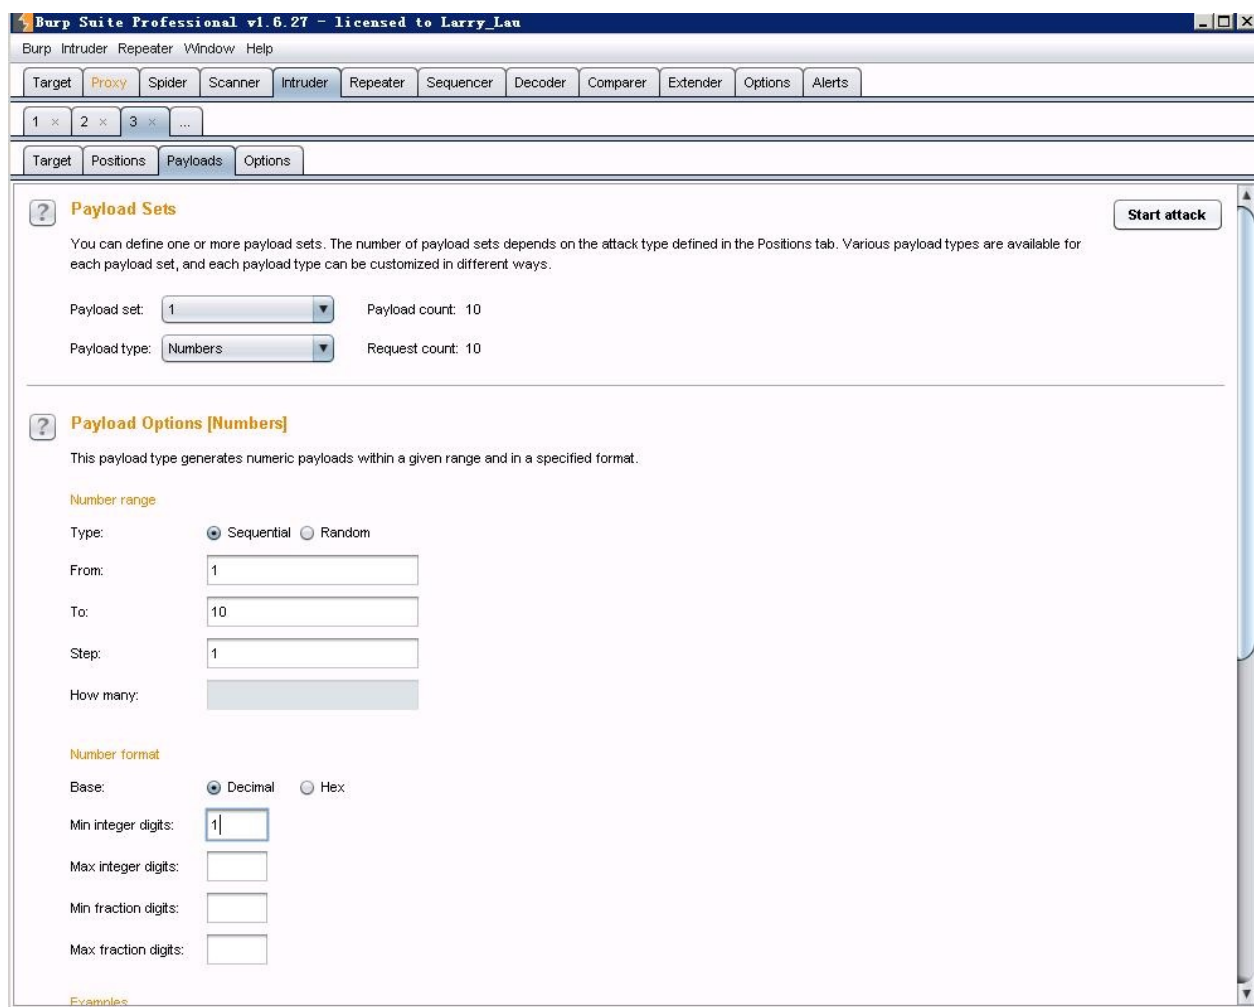 Burp Suite Professional v1.6.27 - licensed to Larry_Lau
Burp Intruder Repeater Window Help
Target Proxy Spider Scanner Intruder Repeater Sequencer Decoder Comparer Extender Options Alerts
1 × 2 × 3 × ...
Target Positions Payloads Options
? Payload Sets
Start attack
You can define one or more payload sets. The number of payload sets depends on the attack type defined in the Positions tab. Various payload types are available for
each payload set, and each payload type can be customized in different ways.
Payload set: 1 Payload count: 10
Payload type: Numbers Request count: 10
? Payload Options [Numbers]
This payload type generates numeric payloads within a given range and in a specified format.
Number range
Type: Sequential Random
From: 1
To: 10
Step: 1
How many:
Number format
Base: Decimal Hex
Min integer digits: 1
Max integer digits:
Min fraction digits:
Max fraction digits:
Examples